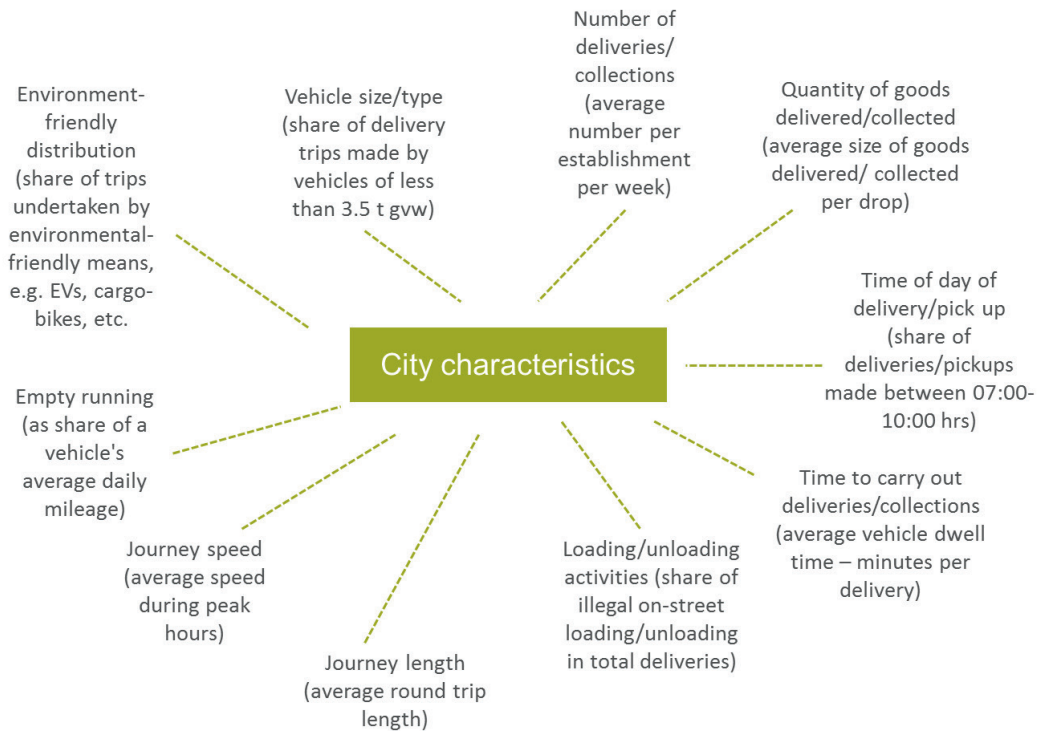 Number of
deliveries/
collections
(average
number per
establishment
per week)
Environment-
friendly
distribution
(share of trips
undertaken by
environmental-
friendly means,
e.g. EVs, cargo-
bikes, etc.
Vehicle size/type
(share of delivery
trips made by
vehicles of less
than 3.5 t gvw)
Quantity of goods
delivered/collected
(average size of goods
delivered/ collected
per drop)
Time of day of
delivery/pick up
(share of
deliveries/pickups
made between 07:00-
10:00 hrs)
City characteristics
Empty running
(as share of a
vehicle's
average daily
mileage)
Time to carry out
deliveries/collections
(average vehicle dwell
time – minutes per
delivery)
Journey speed
(average speed
during peak
hours)
Loading/unloading
activities (share of
illegal on-street
loading/unloading
in total deliveries)
Journey length
(average round trip
length)